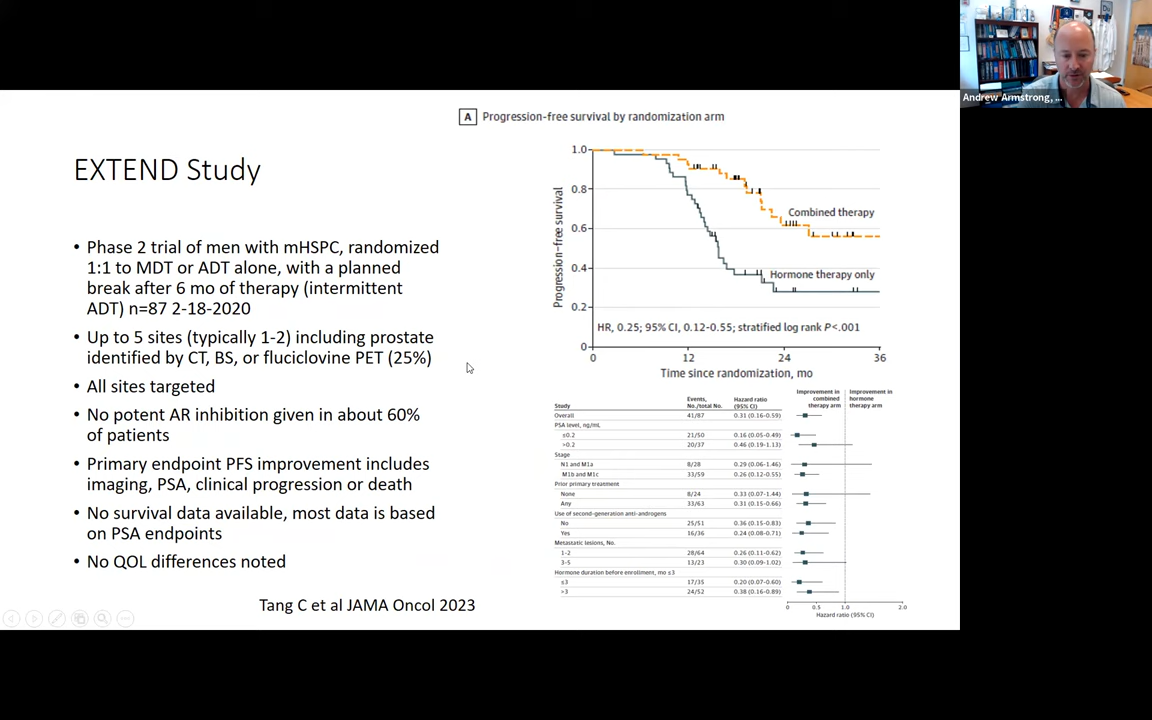 Andrew Armstrong, ...
A Progression-free survival by randomization arm
EXTEND Study
• Phase 2 trial of men with mHSPC, randomized
1:1 to MDT or ADT alone, with a planned
break after 6 mo of therapy (intermittent
ADT) n=87 2-18-2020
• Up to 5 sites (typically 1-2) including prostate
identified by CT, BS, or fluciclovine PET (25%)
• All sites targeted
• No potent AR inhibition given in about 60%
of patients
• Primary endpoint PFS improvement includes
imaging, PSA, clinical progression or death
• No survival data available, most data is based
on PSA endpoints
• No QOL differences noted
Tang C et al JAMA Oncol 2023
Progression-free survival
1.0
0.8
0.6
0.4
0.2
0
Combined therapy
Hormone therapy only
HR, 0.25; 95% CI, 0.12-0.55; stratified log rank P<.001
0 12 24 36
Time since randomization, mo
Study Events, No./total No. Hazard ratio (95% CI) Improvement in combined therapy arm Improvement in hormone therapy arm
Overall 41/87 0.31 (0.16-0.59)
PSA level, ng/mL
≤0.2 21/50 0.16 (0.05-0.49)
>0.2 20/37 0.46 (0.19-1.13)
Stage
N1 and M1a 8/28 0.29 (0.06-1.46)
M1b and M1c 33/59 0.26 (0.12-0.55)
Prior primary treatment
None 8/24 0.33 (0.07-1.44)
Any 33/63 0.31 (0.15-0.66)
Use of second-generation anti-androgens
No 25/51 0.36 (0.15-0.83)
Yes 16/36 0.24 (0.08-0.71)
Metastatic lesions, No.
1-2 28/64 0.26 (0.11-0.62)
3-5 13/23 0.30 (0.09-1.02)
Hormone duration before enrollment, mo ≤3
≤3 17/35 0.20 (0.07-0.60)
>3 24/52 0.38 (0.16-0.89)
0 0.5 1.0 2.0
Hazard ratio (95% CI)